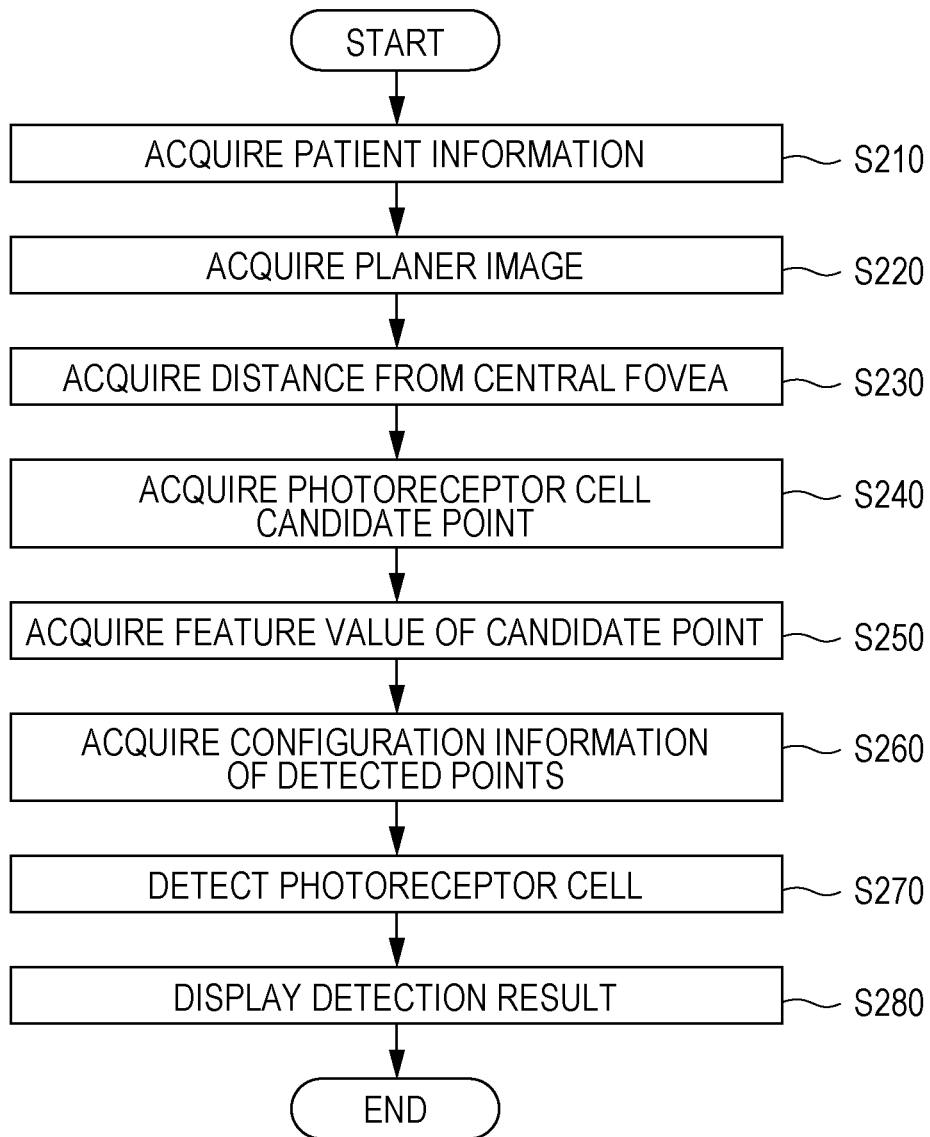 START
ACQUIRE PATIENT INFORMATION
S210
ACQUIRE PLANER IMAGE
S220
ACQUIRE DISTANCE FROM CENTRAL FOVEA
S230
ACQUIRE PHOTORECEPTOR CELL
CANDIDATE POINT
S240
ACQUIRE FEATURE VALUE OF CANDIDATE POINT
S250
ACQUIRE CONFIGURATION INFORMATION
OF DETECTED POINTS
S260
DETECT PHOTORECEPTOR CELL
S270
DISPLAY DETECTION RESULT
S280
END